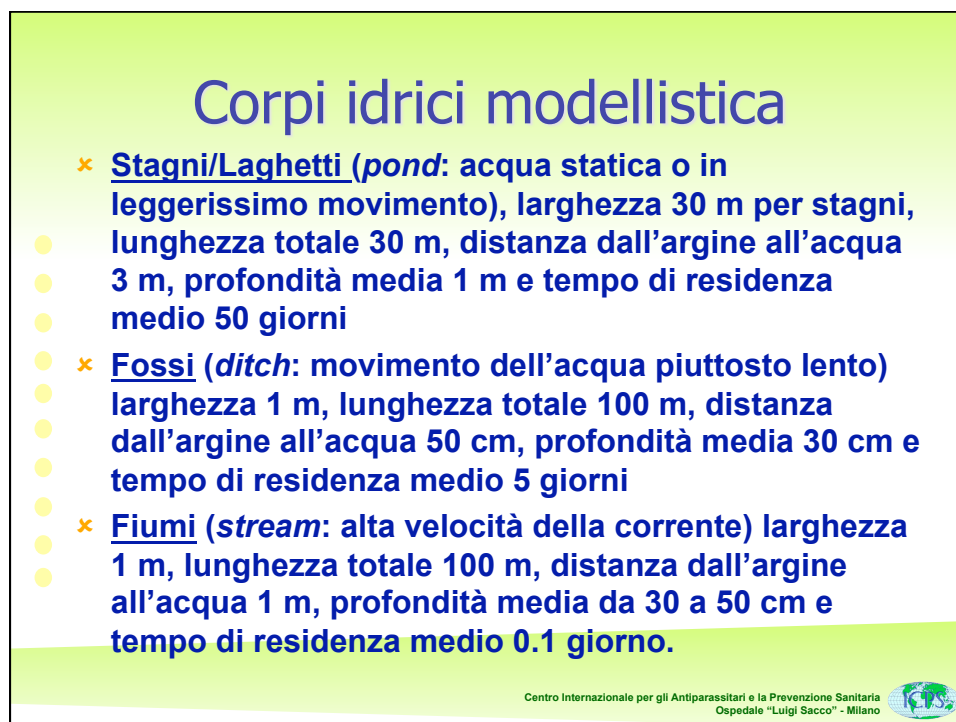 Corpi idrici modellistica
Stagni/Laghetti (pond: acqua statica o in
leggerissimo movimento), larghezza 30 m per stagni,
lunghezza totale 30 m, distanza dall’argine all’acqua
3 m, profondità media 1 m e tempo di residenza
medio 50 giorni
Fossi (ditch: movimento dell’acqua piuttosto lento)
larghezza 1 m, lunghezza totale 100 m, distanza
dall’argine all’acqua 50 cm, profondità media 30 cm e
tempo di residenza medio 5 giorni
Fiumi (stream: alta velocità della corrente) larghezza
1 m, lunghezza totale 100 m, distanza dall’argine
all’acqua 1 m, profondità media da 30 a 50 cm e
tempo di residenza medio 0.1 giorno.
Centro Internazionale per gli Antiparassitari e la Prevenzione Sanitaria
Ospedale “Luigi Sacco” - Milano
ICPS